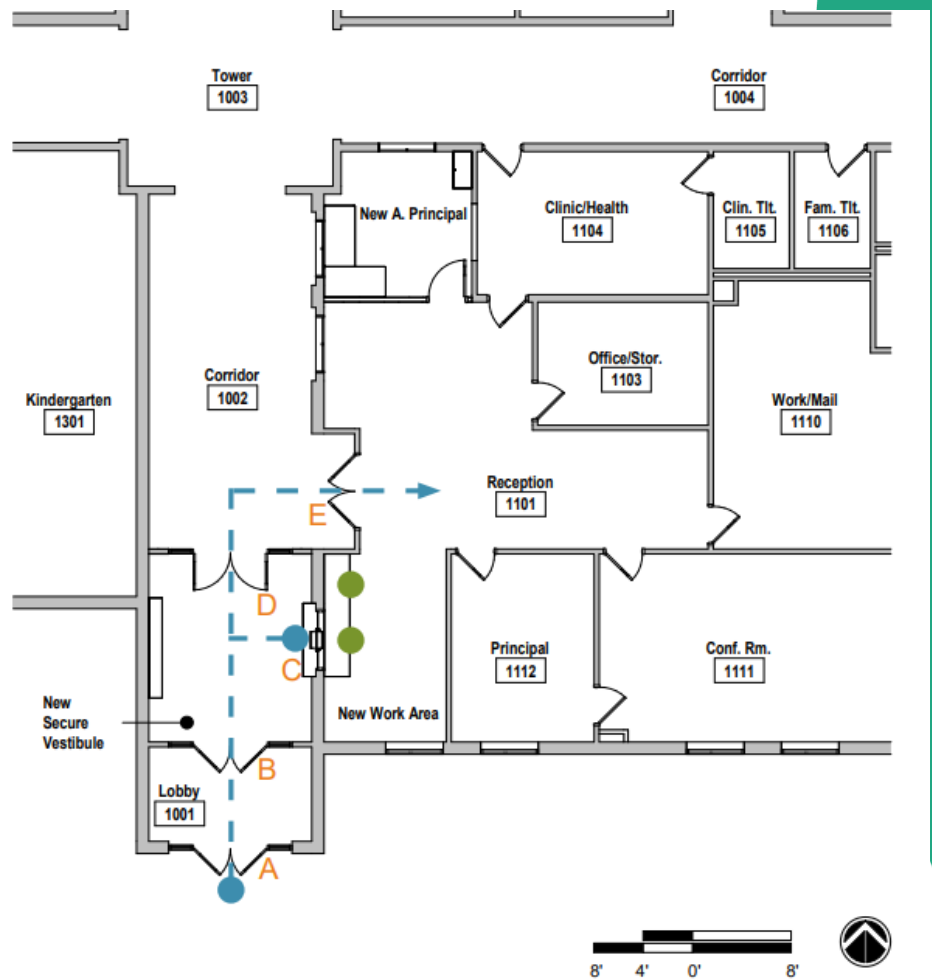 Tower
1003
Corridor
1004
New A. Principal
Clinic/Health
1104
Clin. Tlt.
1105
Fam. Tlt.
1106
Office/Stor.
1103
Corridor
1002
Kindergarten
1301
Work/Mail
1110
Reception
1101
E
D
C
Principal
1112
Conf. Rm.
1111
New
Secure
Vestibule
New Work Area
B
Lobby
1001
A
8' 4' 0' 8'